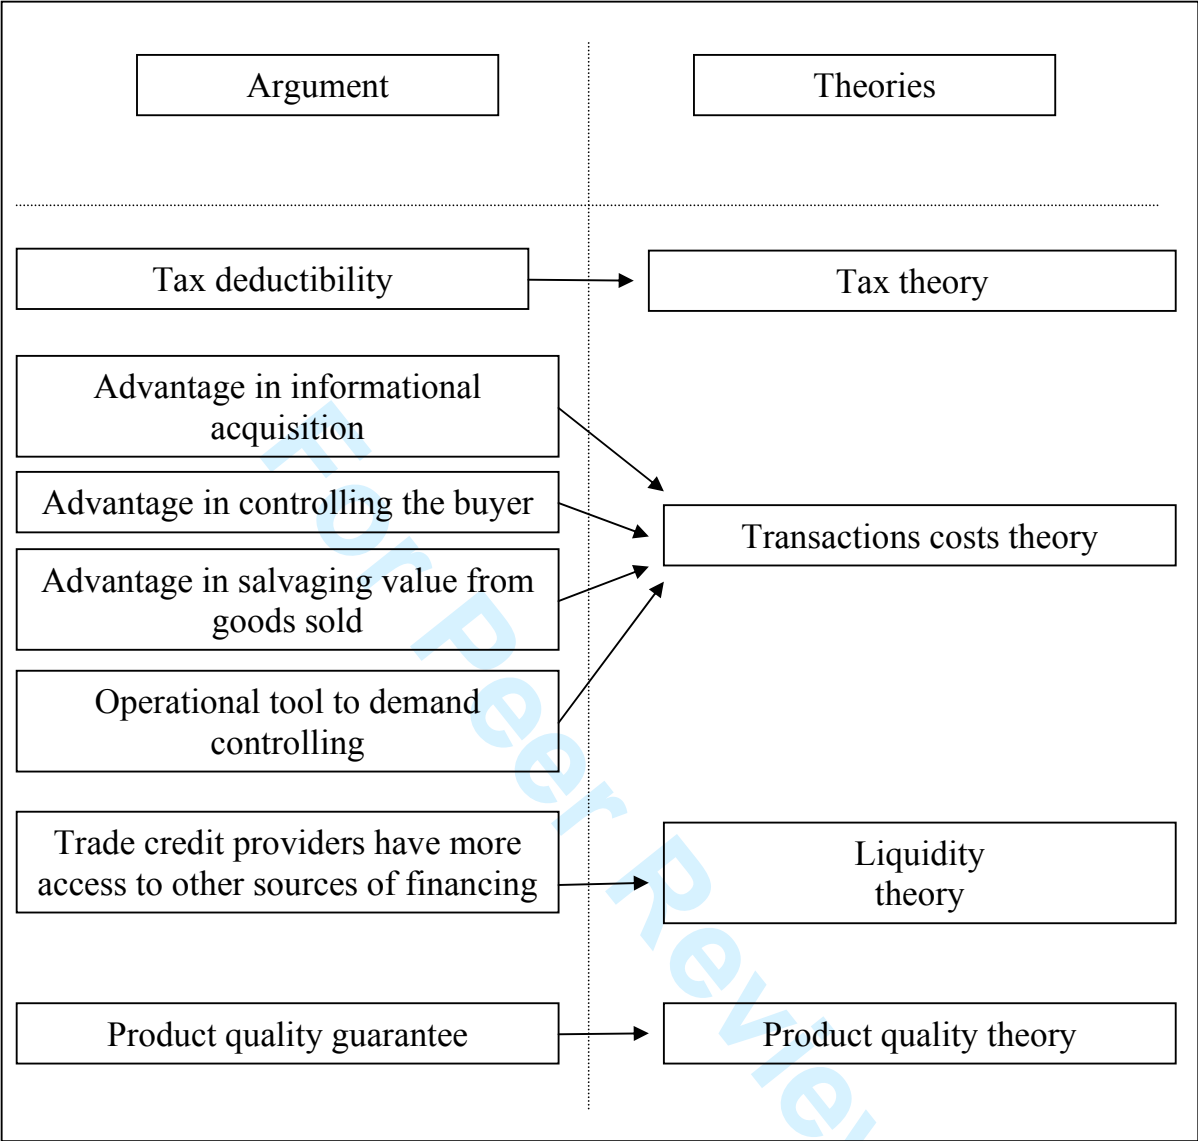 Argument
Theories
Tax deductibility
Tax theory
Advantage in informational
acquisition
Advantage in controlling the buyer
Transactions costs theory
Advantage in salvaging value from
goods sold
Operational tool to demand
controlling
Trade credit providers have more
access to other sources of financing
Liquidity
theory
Product quality guarantee
Product quality theory
For Peer Review